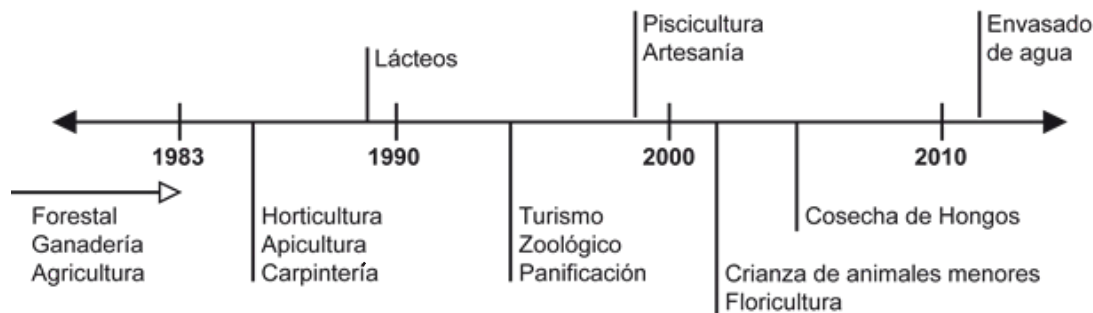 Piscicultura
Artesanía
Envasado
de agua
Lácteos
1983
1990
2000
2010
Forestal
Ganadería
Agricultura
Horticultura
Apicultura
Carpintería
Turismo
Zoológico
Panificación
Cosecha de Hongos
Crianza de animales menores
Floricultura